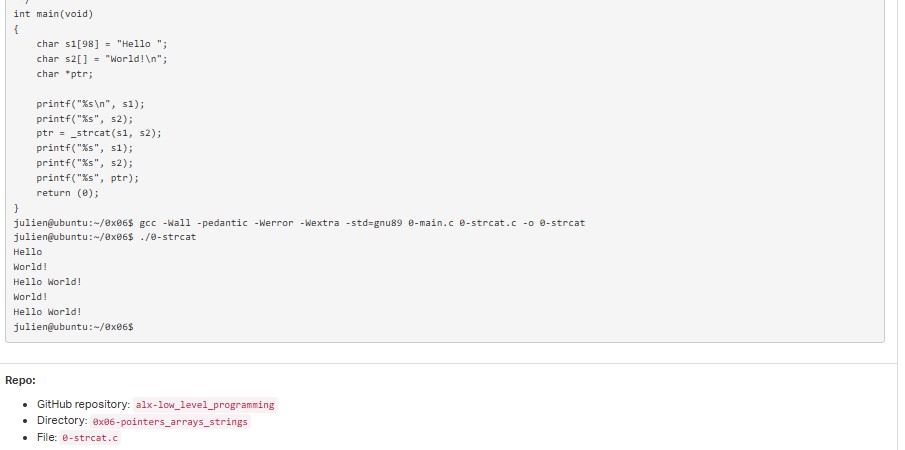 int main(void)
{
    char s1[98] = "Hello ";
    char s2[] = "World!\n";
    char *ptr;

    printf("%s\n", s1);
    printf("%s", s2);
    ptr = _strcat(s1, s2);
    printf("%s", s1);
    printf("%s", s2);
    printf("%s", ptr);
    return (0);
}
julien@ubuntu:~/0x06$ gcc -Wall -pedantic -Werror -Wextra -std=gnu89 0-main.c 0-strcat.c -o 0-strcat
julien@ubuntu:~/0x06$ ./0-strcat
Hello
World!
Hello World!
World!
Hello World!
julien@ubuntu:~/0x06$
Repo:
• GitHub repository: alx-low_level_programming
• Directory: 0x06-pointers_arrays_strings
• File: 0-strcat.c